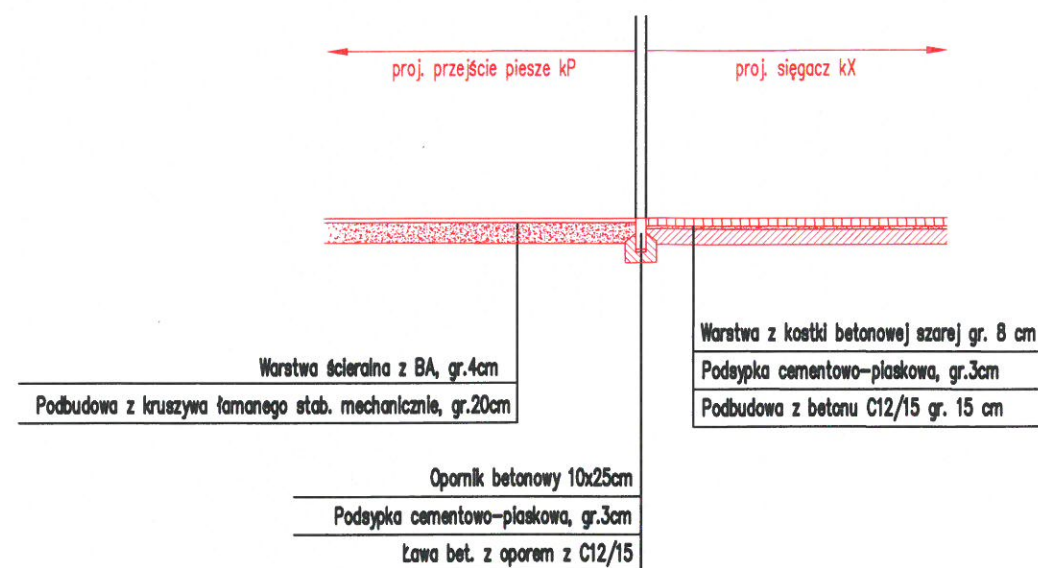 proj. przejście piesze kP
proj. sięgacz kX
Warstwa ścieralna z BA, gr.4cm
Podbudowa z kruszywa łamanego stab. mechanicznie, gr.20cm
Warstwa z kostki betonowej szarej gr. 8 cm
Podsypka cementowo-piaskowa, gr.3cm
Podbudowa z betonu C12/15 gr. 15 cm
Opornik betonowy 10x25cm
Podsypka cementowo-piaskowa, gr.3cm
Ława bet. z oporem z C12/15